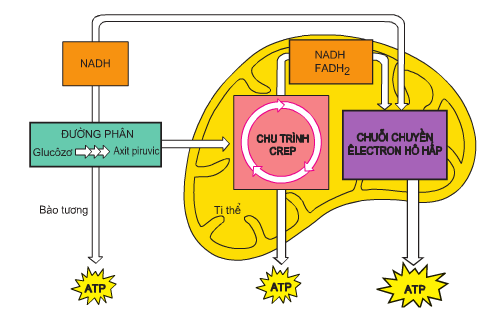 NADH
NADH
FADH2
ĐƯỜNG PHÂN
Glucôzơ Axit piruvic
CHU TRÌNH
CREP
CHUỖI CHUYỀN
ÊLECTRON HÔ HẤP
Bào tương
Ti thể
ATP
ATP
ATP